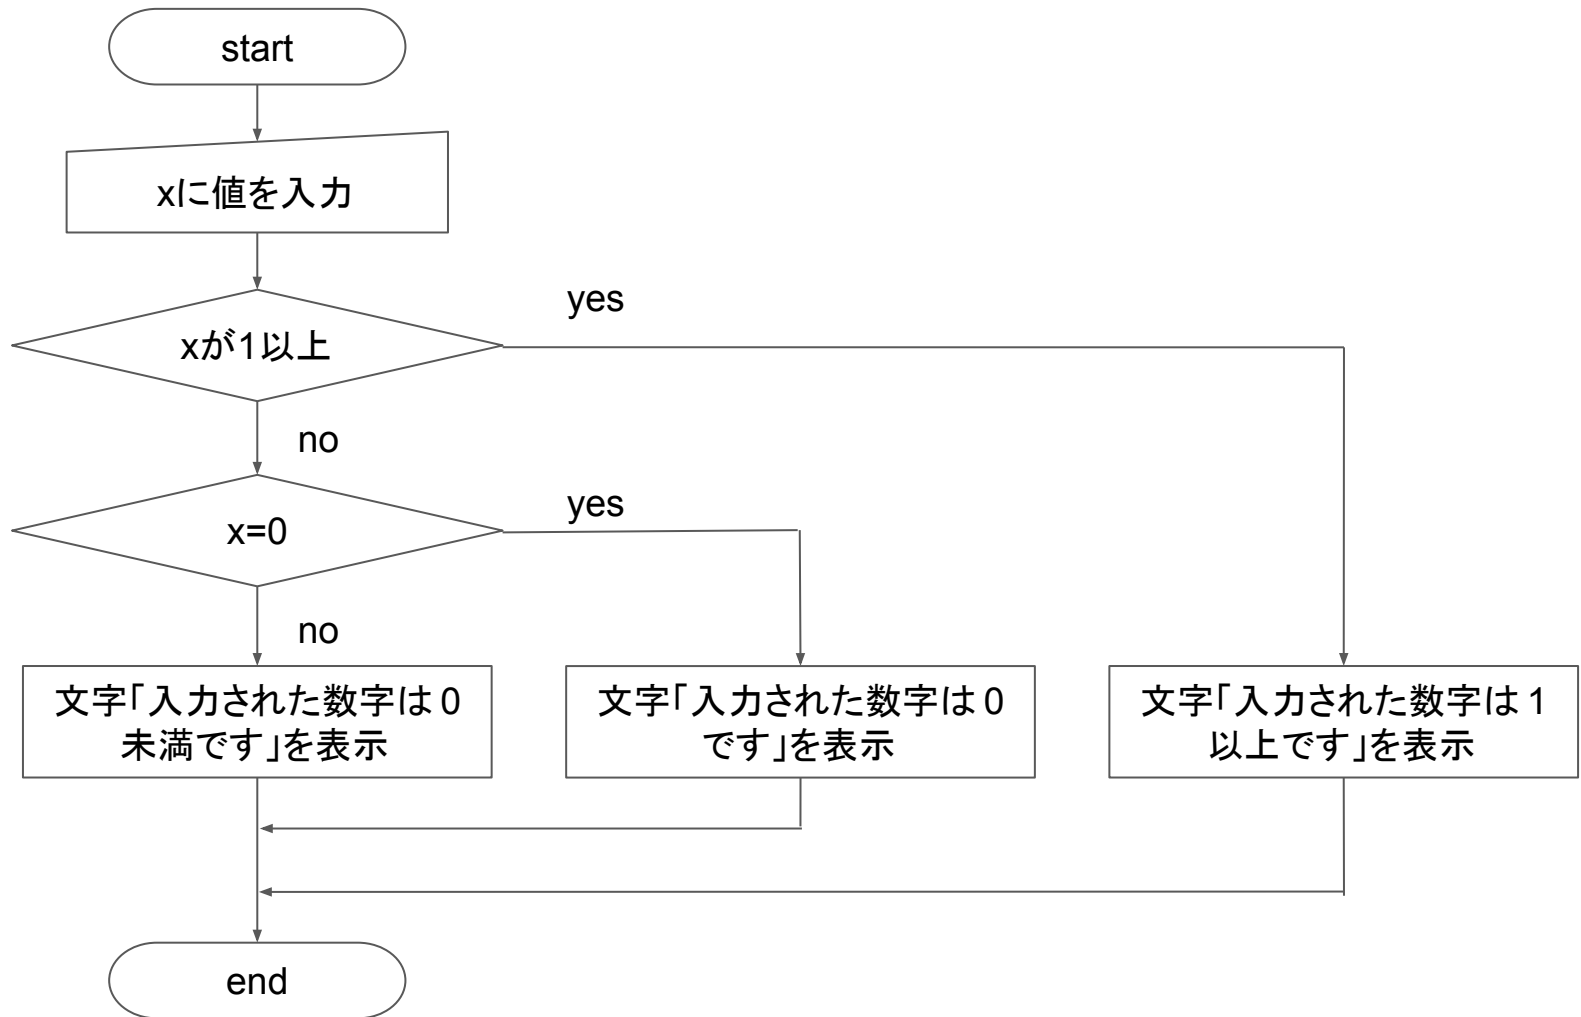 start
xに値を入力
xが1以上
yes
no
x=0
yes
no
文字「入力された数字は0
未満です」を表示
文字「入力された数字は0
です」を表示
文字「入力された数字は1
以上です」を表示
end